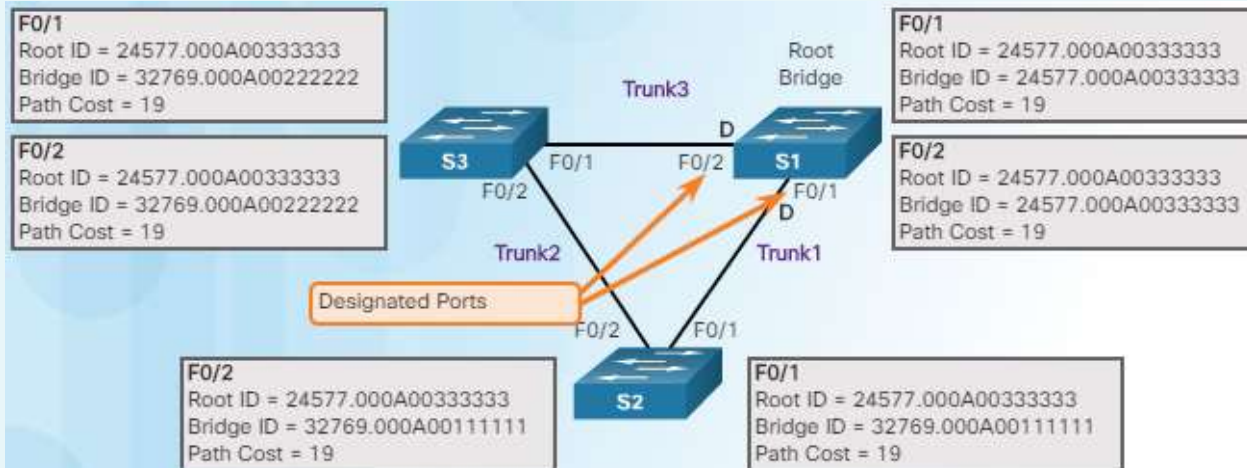 F0/1
Root ID = 24577.000A00333333
Bridge ID = 32769.000A00222222
Path Cost = 19
F0/2
Root ID = 24577.000A00333333
Bridge ID = 32769.000A00222222
Path Cost = 19
Root
Bridge
Trunk3
D
S3
F0/1
F0/2
S1
F0/2
F0/1
D
F0/1
Root ID = 24577.000A00333333
Bridge ID = 24577.000A00333333
Path Cost = 19
F0/2
Root ID = 24577.000A00333333
Bridge ID = 24577.000A00333333
Path Cost = 19
Trunk2
Trunk1
Designated Ports
F0/2
F0/1
S2
F0/2
Root ID = 24577.000A00333333
Bridge ID = 32769.000A00111111
Path Cost = 19
F0/1
Root ID = 24577.000A00333333
Bridge ID = 32769.000A00111111
Path Cost = 19